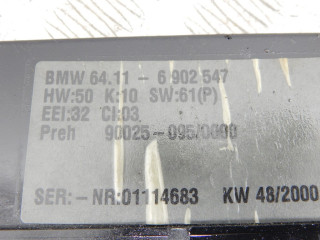 BMW 64.11 - 6 902 547
HW:50 K:10 SW:61(P)
EEI:32 CI:03
Preh 90025-095/0000
SER:-NR:01114683 KW 48/2000